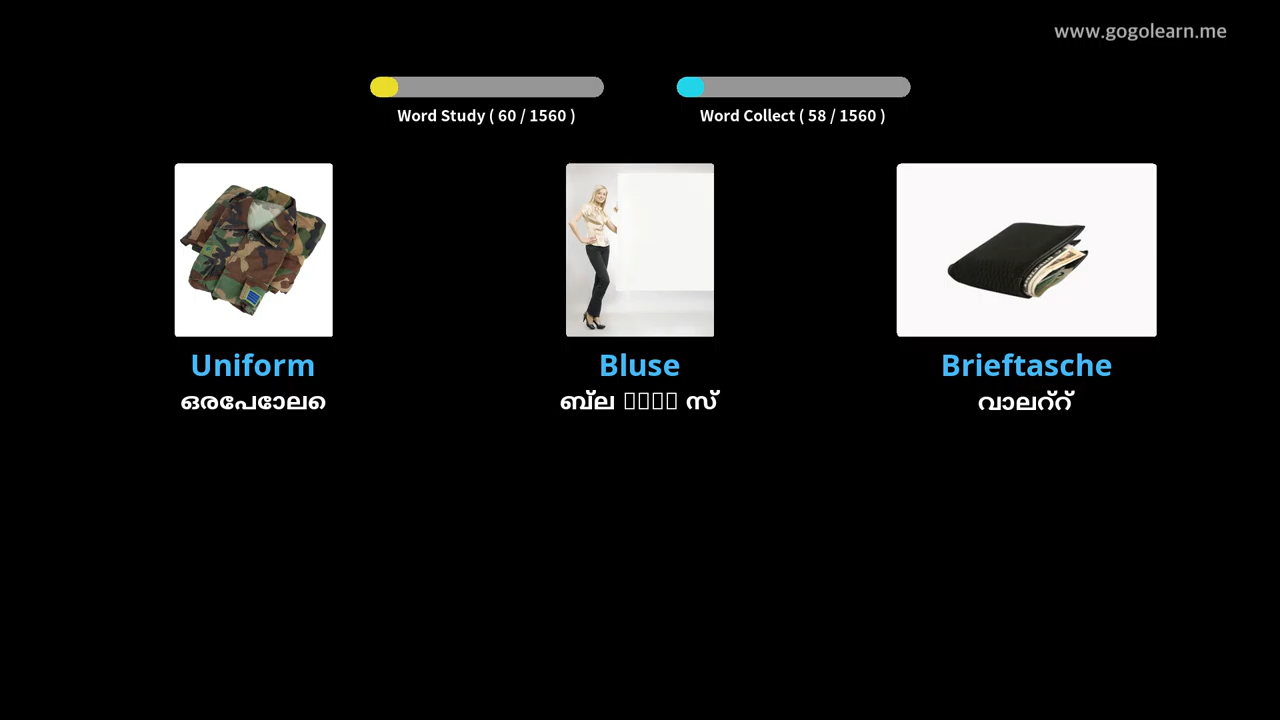 www.gogolearn.me
Word Study ( 60 / 1560 )
Word Collect ( 58 / 1560 )
Uniform
Bluse
Brieftasche
ഒരപേോലെ
ബ്ല സ്
വാലറ്റ്